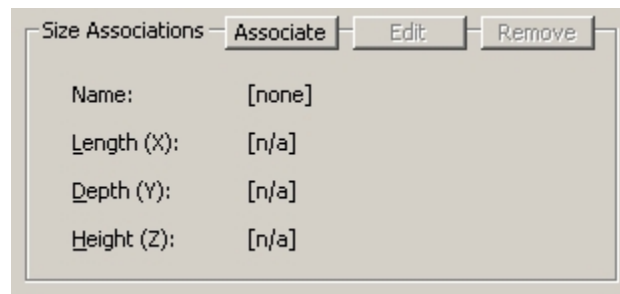 Size Associations Associate Edit Remove
Name: [none]
Length (X): [n/a]
Depth (Y): [n/a]
Height (Z): [n/a]